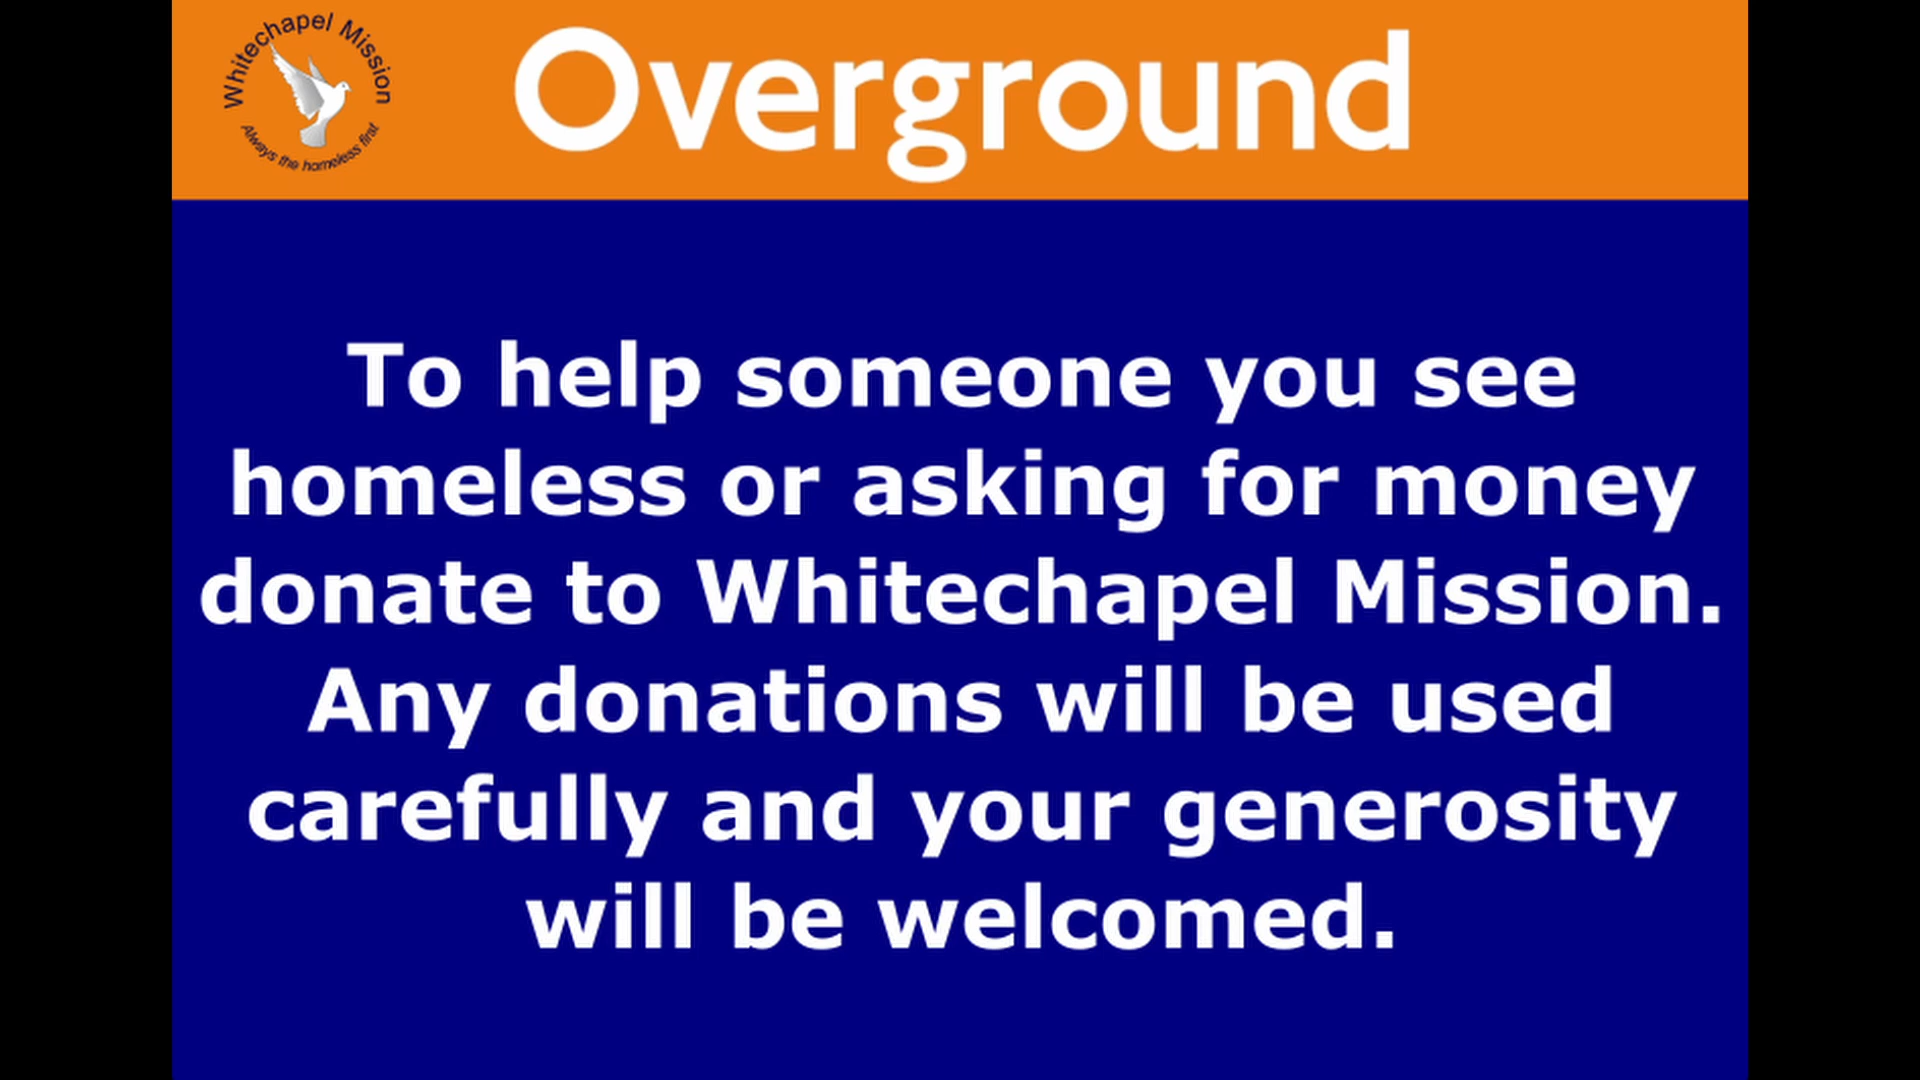 Whitechapel Mission
Always the homeless first
Overground
To help someone you see
homeless or asking for money
donate to Whitechapel Mission.
Any donations will be used
carefully and your generosity
will be welcomed.